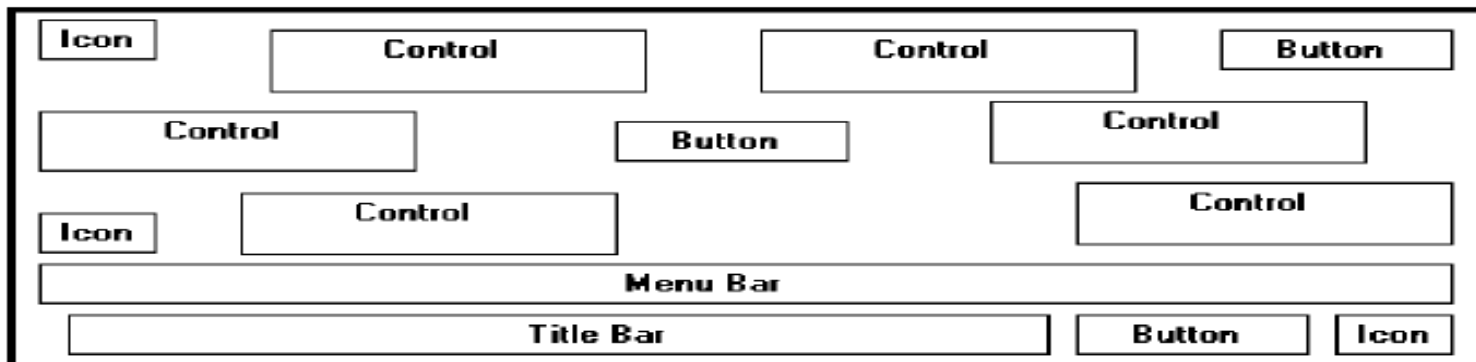 Icon
Control
Control
Button
Control
Button
Control
Icon
Control
Control
Menu Bar
Title Bar
Button
Icon